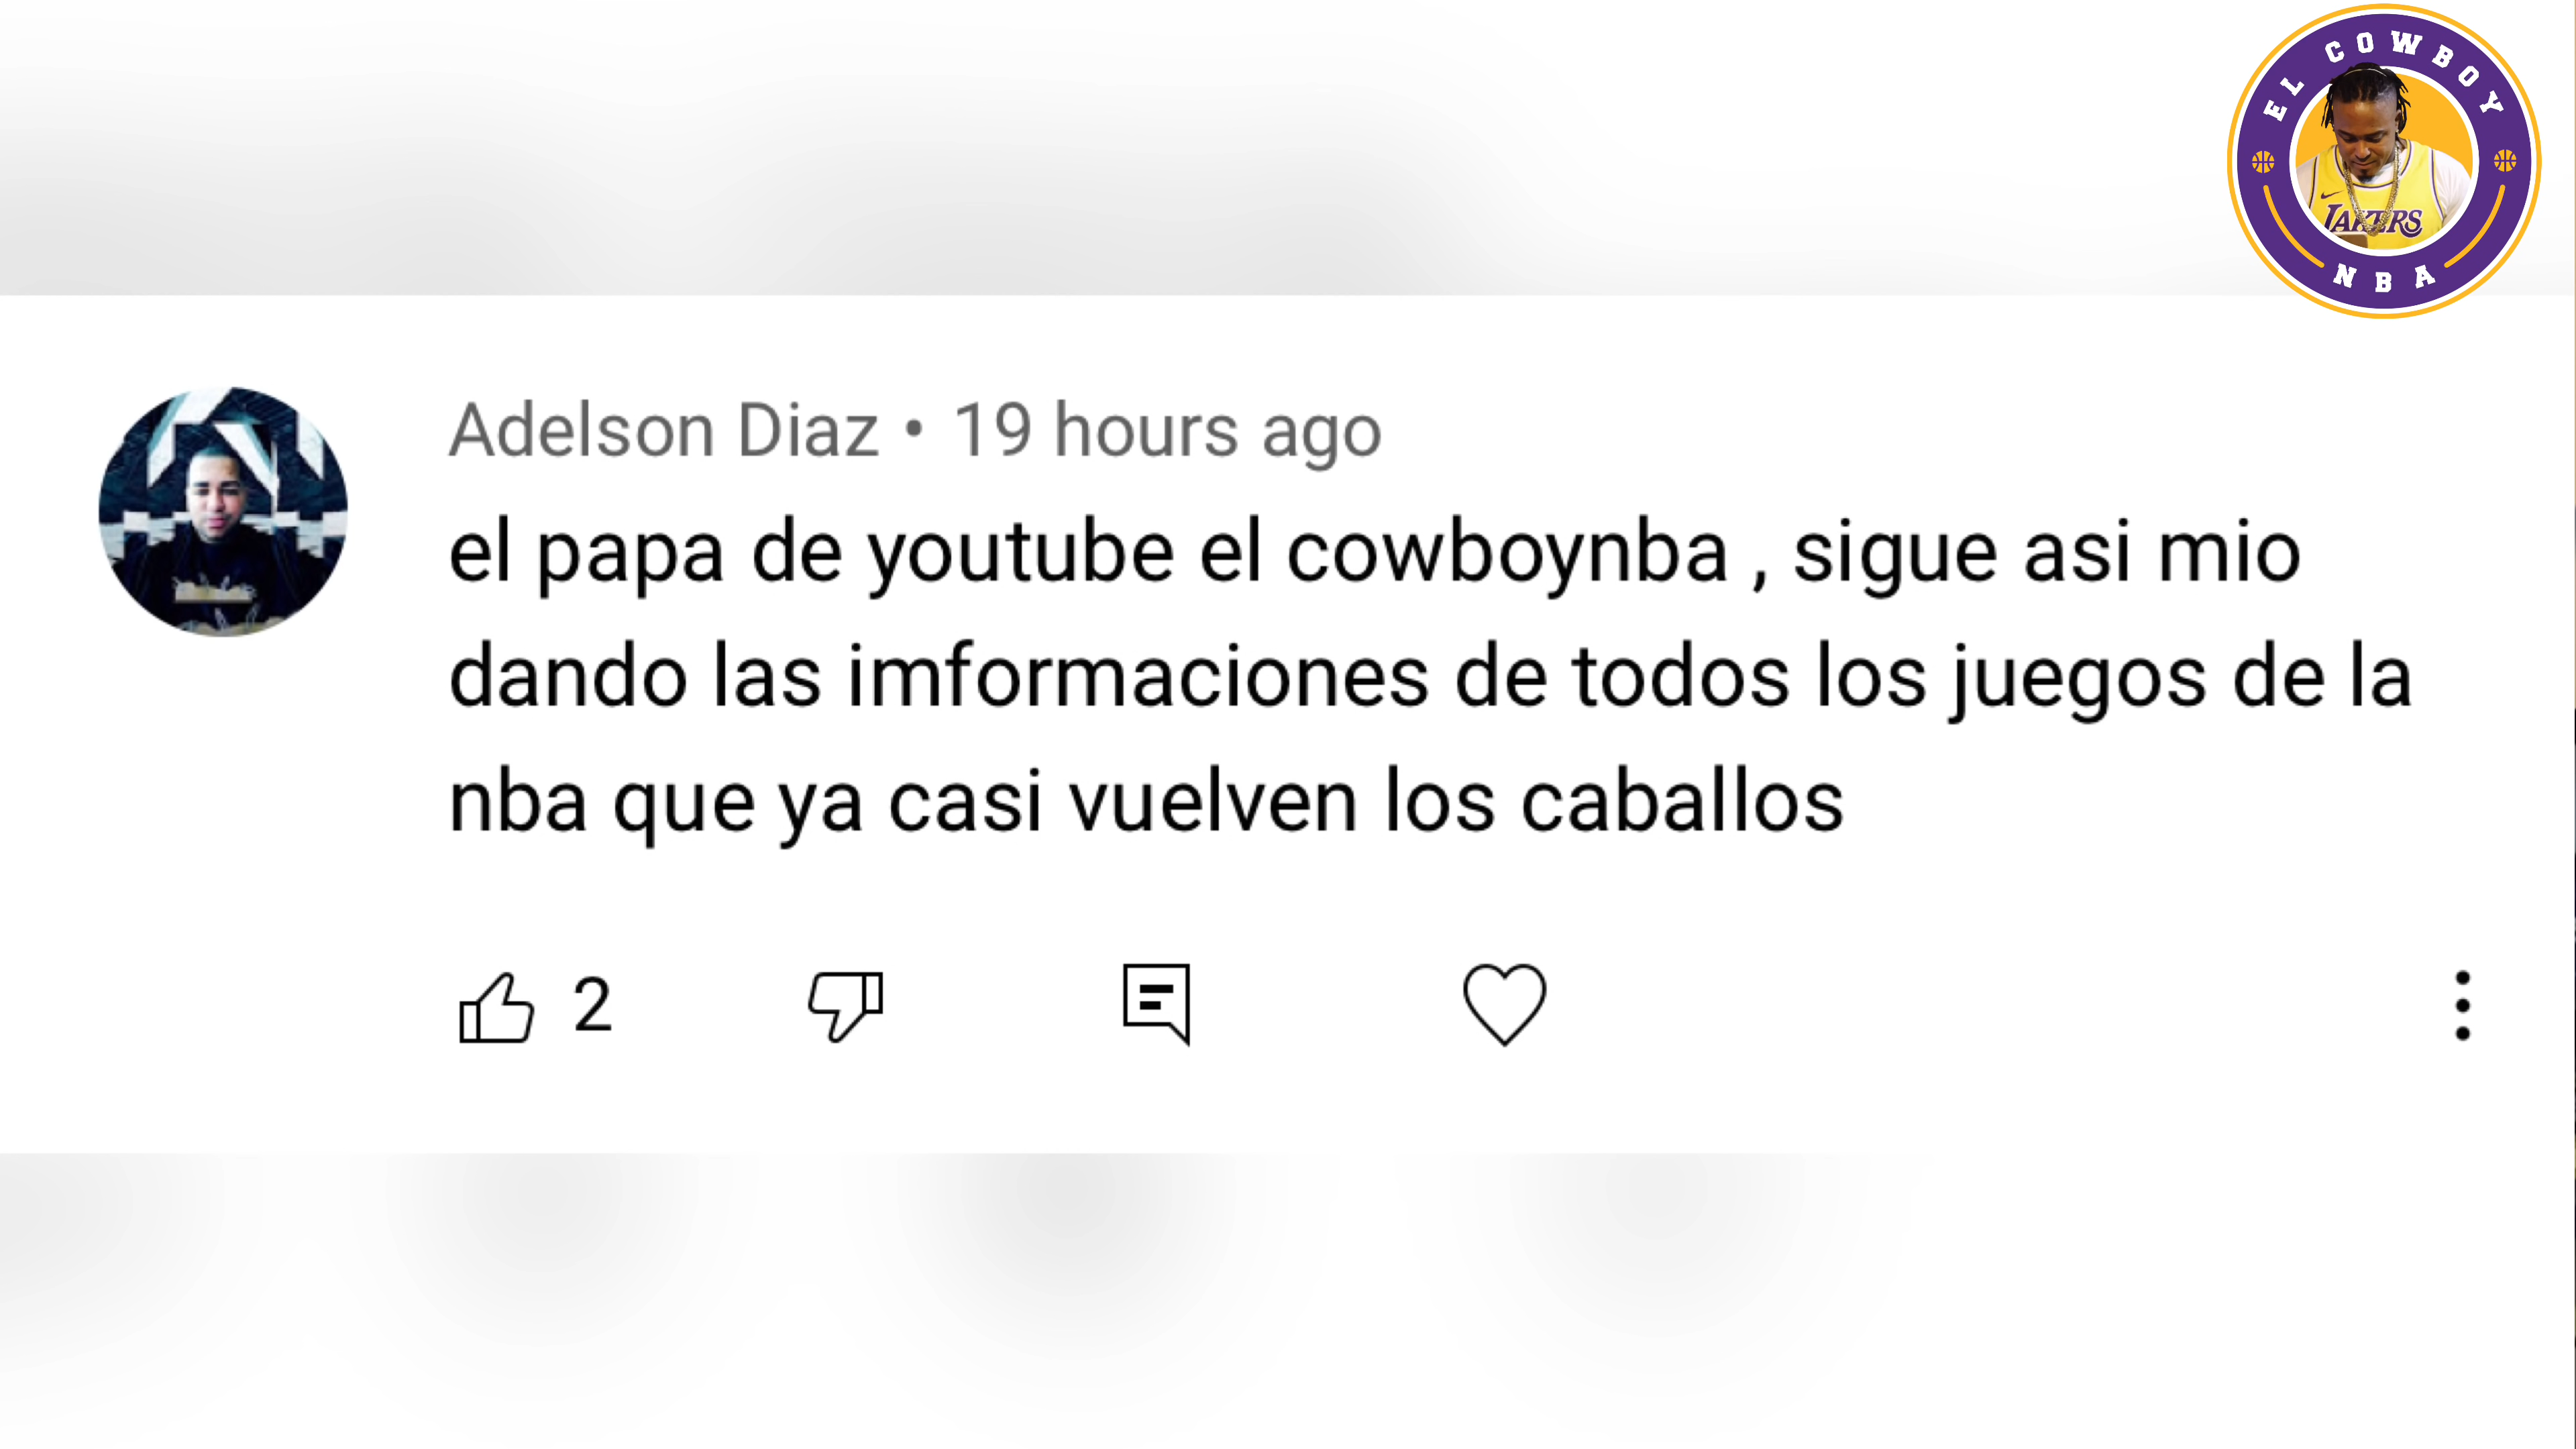 EL COWBOY
LAKERS
NBA
Adelson Diaz • 19 hours ago
el papa de youtube el cowboynba , sigue asi mio
dando las imformaciones de todos los juegos de la
nba que ya casi vuelven los caballos
2